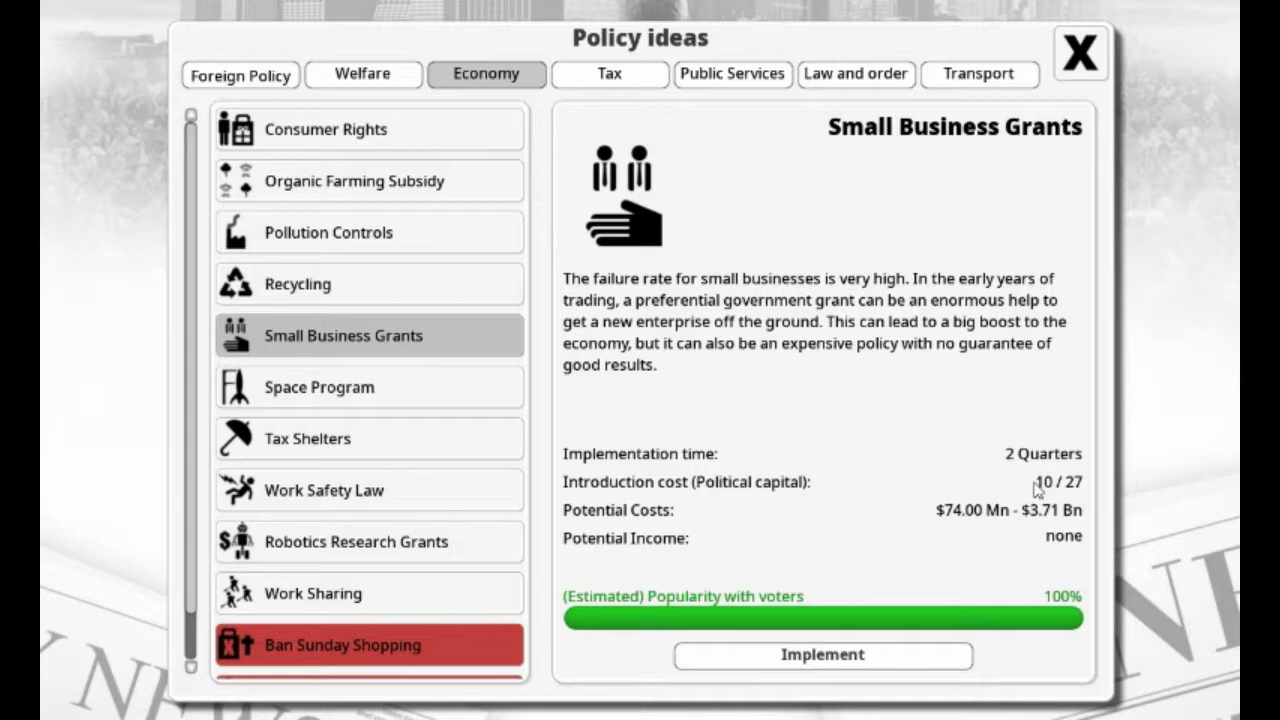 Policy ideas
X
Foreign Policy
Welfare
Economy
Tax
Public Services
Law and order
Transport
Consumer Rights
Organic Farming Subsidy
Pollution Controls
Recycling
Small Business Grants
Space Program
Tax Shelters
Work Safety Law
Robotics Research Grants
Work Sharing
Ban Sunday Shopping
Small Business Grants
The failure rate for small businesses is very high. In the early years of
trading, a preferential government grant can be an enormous help to
get a new enterprise off the ground. This can lead to a big boost to the
economy, but it can also be an expensive policy with no guarantee of
good results.
Implementation time: 2 Quarters
Introduction cost (Political capital): 10 / 27
Potential Costs: $74.00 Mn - $3.71 Bn
Potential Income: none
(Estimated) Popularity with voters 100%
Implement